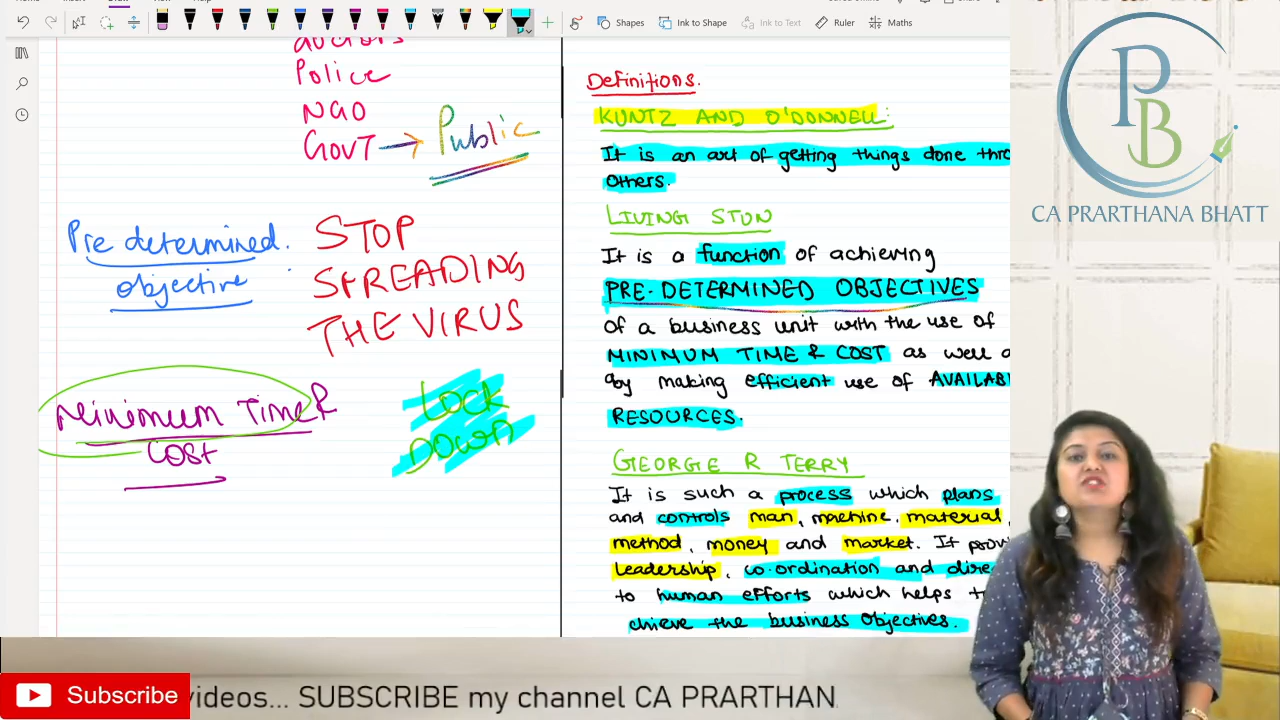 Shapes
Ink to Shape
Ink to Text
Ruler
Maths
Police
NGO
GOVT → Public
Pre determined.
objective
STOP
SPREADING
THE VIRUS
Minimum Time &
Cost
Lock
Down
Definitions.
KUNTZ AND O'DONNELL:
It is an art of getting things done thro
others.
LIVING STON
It is a function of achieving
PRE-DETERMINED OBJECTIVES
of a business unit with the use of
MINIMUM TIME & COST as well a
by making efficient use of AVAILAB
RESOURCES.
GEORGE R TERRY
It is such a process which plans
and controls man, machine, material,
method, money and market. It prov
leadership, co-ordination and dire
to human efforts which helps t
chieve the business objectives.
PB
CA PRARTHANA BHATT
Subscribe
videos... SUBSCRIBE my channel CA PRARTHAN